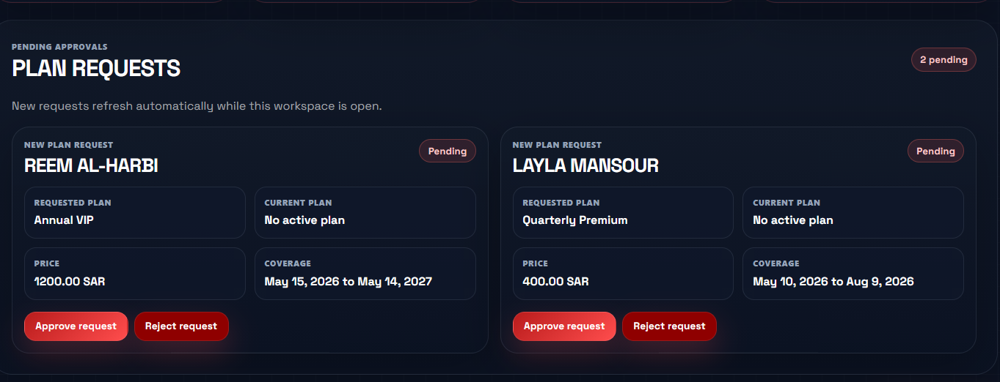 PENDING APPROVALS
PLAN REQUESTS
2 pending
New requests refresh automatically while this workspace is open.
NEW PLAN REQUEST
REEM AL-HARBI
Pending
REQUESTED PLAN
Annual VIP
CURRENT PLAN
No active plan
PRICE
1200.00 SAR
COVERAGE
May 15, 2026 to May 14, 2027
Approve request
Reject request
NEW PLAN REQUEST
LAYLA MANSOUR
Pending
REQUESTED PLAN
Quarterly Premium
CURRENT PLAN
No active plan
PRICE
400.00 SAR
COVERAGE
May 10, 2026 to Aug 9, 2026
Approve request
Reject request